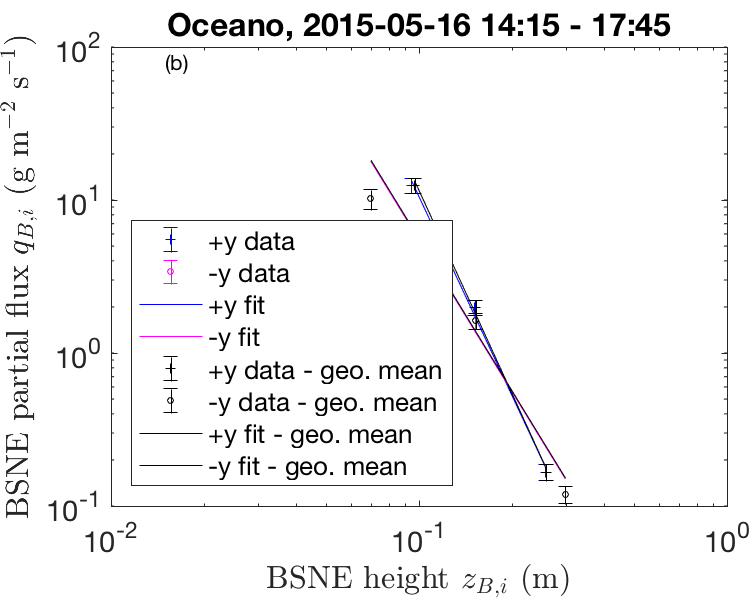 Oceano, 2015-05-16 14:15 - 17:45
(b)
BSNE partial flux q_{B,i} (g m^{-2} s^{-1})
10^2
10^1
10^0
10^{-1}
+y data
-y data
+y fit
-y fit
+y data - geo. mean
-y data - geo. mean
+y fit - geo. mean
-y fit - geo. mean
10^{-2} 10^{-1} 10^0
BSNE height z_{B,i} (m)